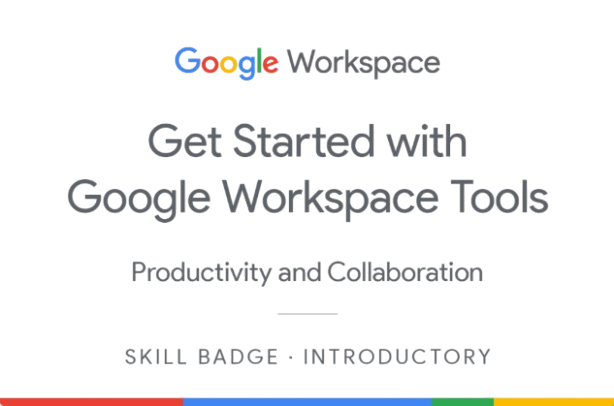 Google Workspace
Get Started with
Google Workspace Tools
Productivity and Collaboration
SKILL BADGE · INTRODUCTORY